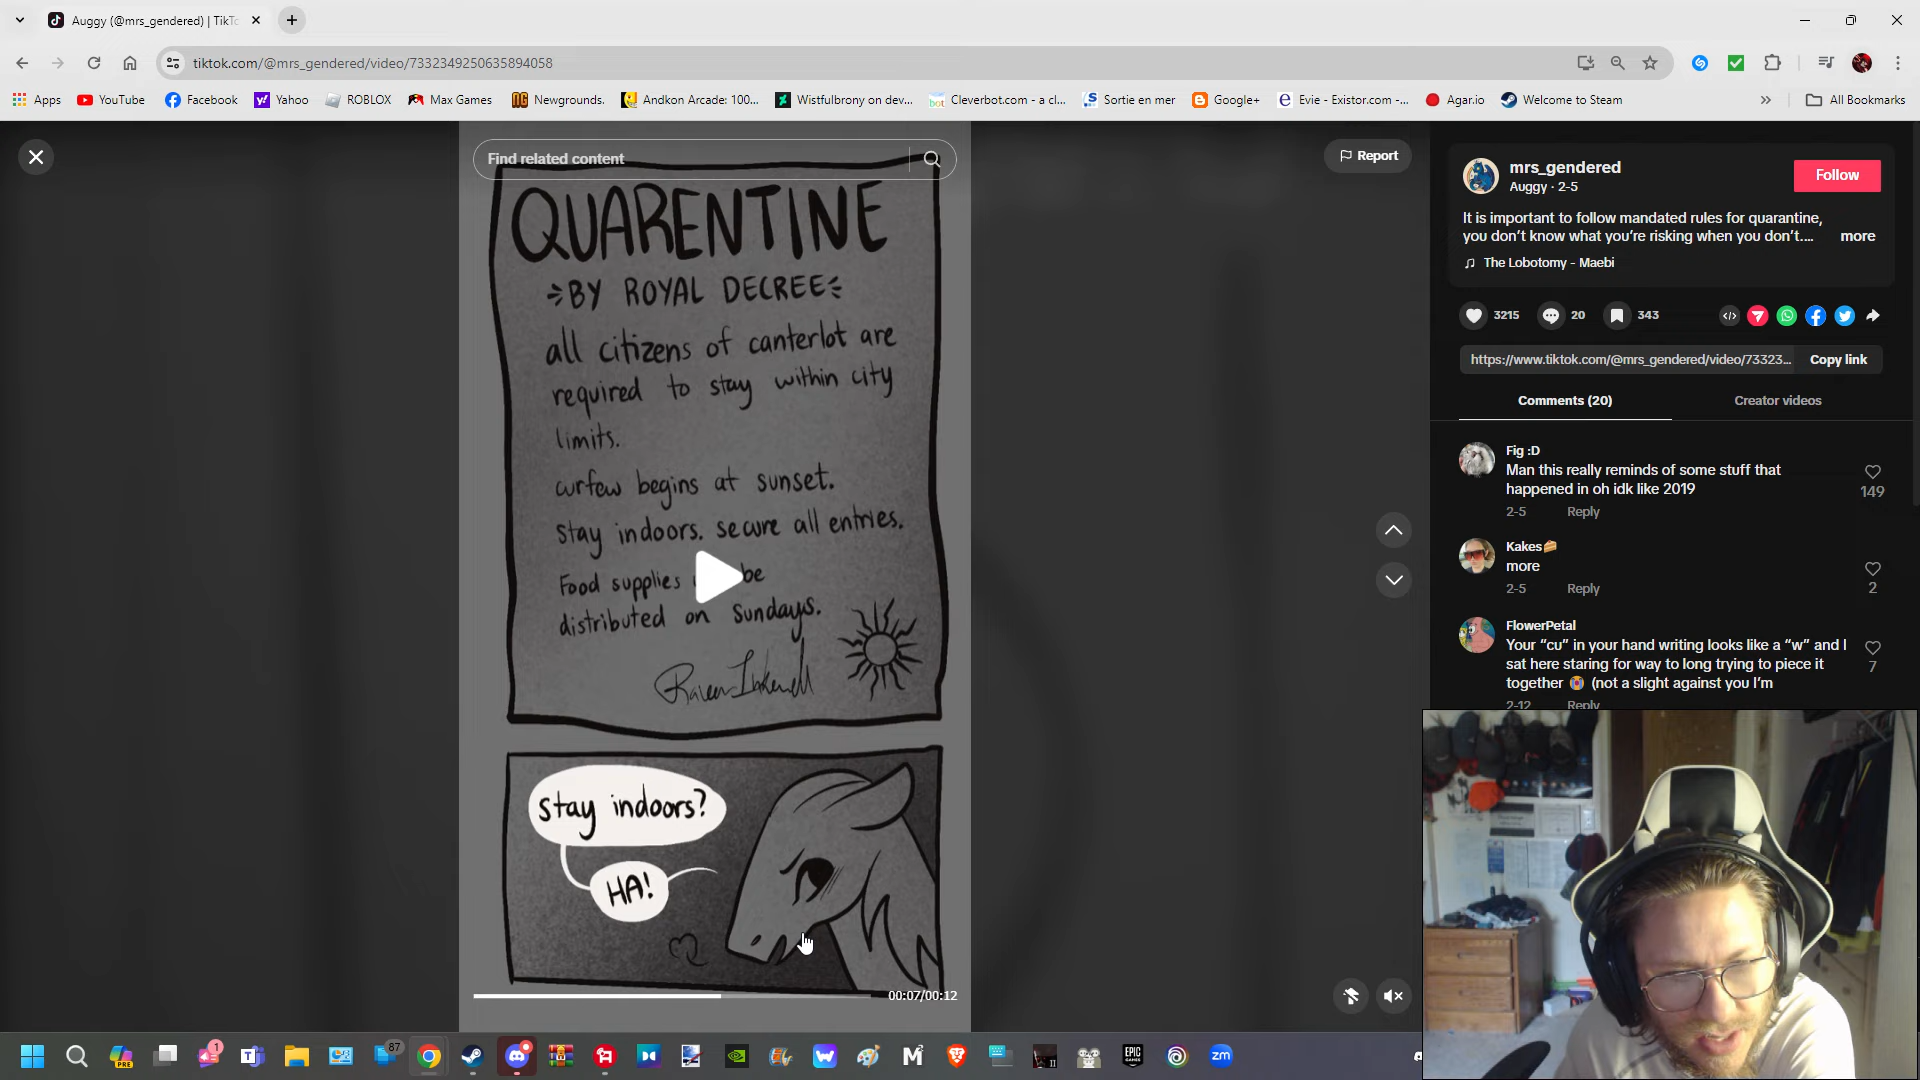 Auggy (@mrs_gendered) | TikTo
tiktok.com/@mrs_gendered/video/7332349250635894058
Apps
YouTube
Facebook
Yahoo
ROBLOX
Max Games
Newgrounds.
Andkon Arcade: 100...
Wistfulbrony on dev...
Cleverbot.com - a cl...
Sortie en mer
Google+
Evie - Existor.com -...
Agar.io
Welcome to Steam
All Bookmarks
Find related content
Report
QUARENTINE
BY ROYAL DECREE
all citizens of canterlot are
required to stay within city
limits.
curfew begins at sunset.
Stay indoors. secure all entries.
Food supplies be
distributed on Sundays.
stay indoors?
HA!
00:07/00:12
mrs_gendered
Auggy · 2-5
Follow
It is important to follow mandated rules for quarantine,
you don't know what you're risking when you don't....
more
The Lobotomy - Maebi
3215
20
343
https://www.tiktok.com/@mrs_gendered/video/73323...
Copy link
Comments (20)
Creator videos
Fig :D
Man this really reminds of some stuff that
happened in oh idk like 2019
149
2-5 Reply
Kakes🍰
more
2-5 Reply
2
FlowerPetal
Your “cu” in your hand writing looks like a “w” and I
sat here staring for way to long trying to piece it
together (not a slight against you I'm
7
2-12 Reply
PRE
1
87
EPIC
GAMES
zm